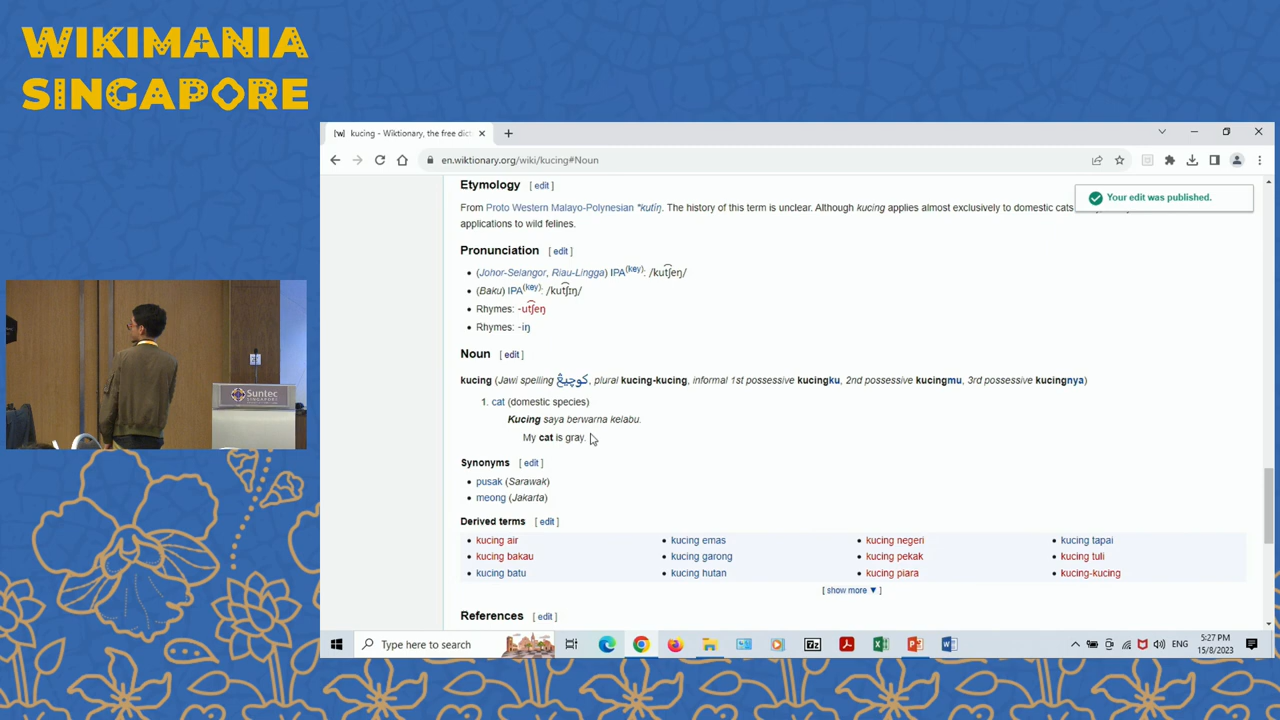 WIKIMANIA
SINGAPORE
[w] kucing - Wiktionary, the free dict
en.wiktionary.org/wiki/kucing#Noun
Etymology [ edit ]
Your edit was published.
From Proto Western Malayo-Polynesian *kutiŋ. The history of this term is unclear. Although kucing applies almost exclusively to domestic cats
applications to wild felines.
Pronunciation [ edit ]
(Johor-Selangor, Riau-Lingga) IPA(key): /kut͡ʃeŋ/
(Baku) IPA(key): /kut͡ʃɪŋ/
Rhymes: -ut͡ʃeŋ
Rhymes: -iŋ
Noun [ edit ]
kucing (Jawi spelling كوچيڠ, plural kucing-kucing, informal 1st possessive kucingku, 2nd possessive kucingmu, 3rd possessive kucingnya)
1. cat (domestic species)
Kucing saya berwarna kelabu.
My cat is gray.
Synonyms [ edit ]
pusak (Sarawak)
meong (Jakarta)
Derived terms [ edit ]
kucing air kucing emas kucing negeri kucing tapai
kucing bakau kucing garong kucing pekak kucing tuli
kucing batu kucing hutan kucing piara kucing-kucing
[ show more ▼ ]
References [ edit ]
Suntec
SINGAPORE
Type here to search
ENG
5:27 PM
15/8/2023